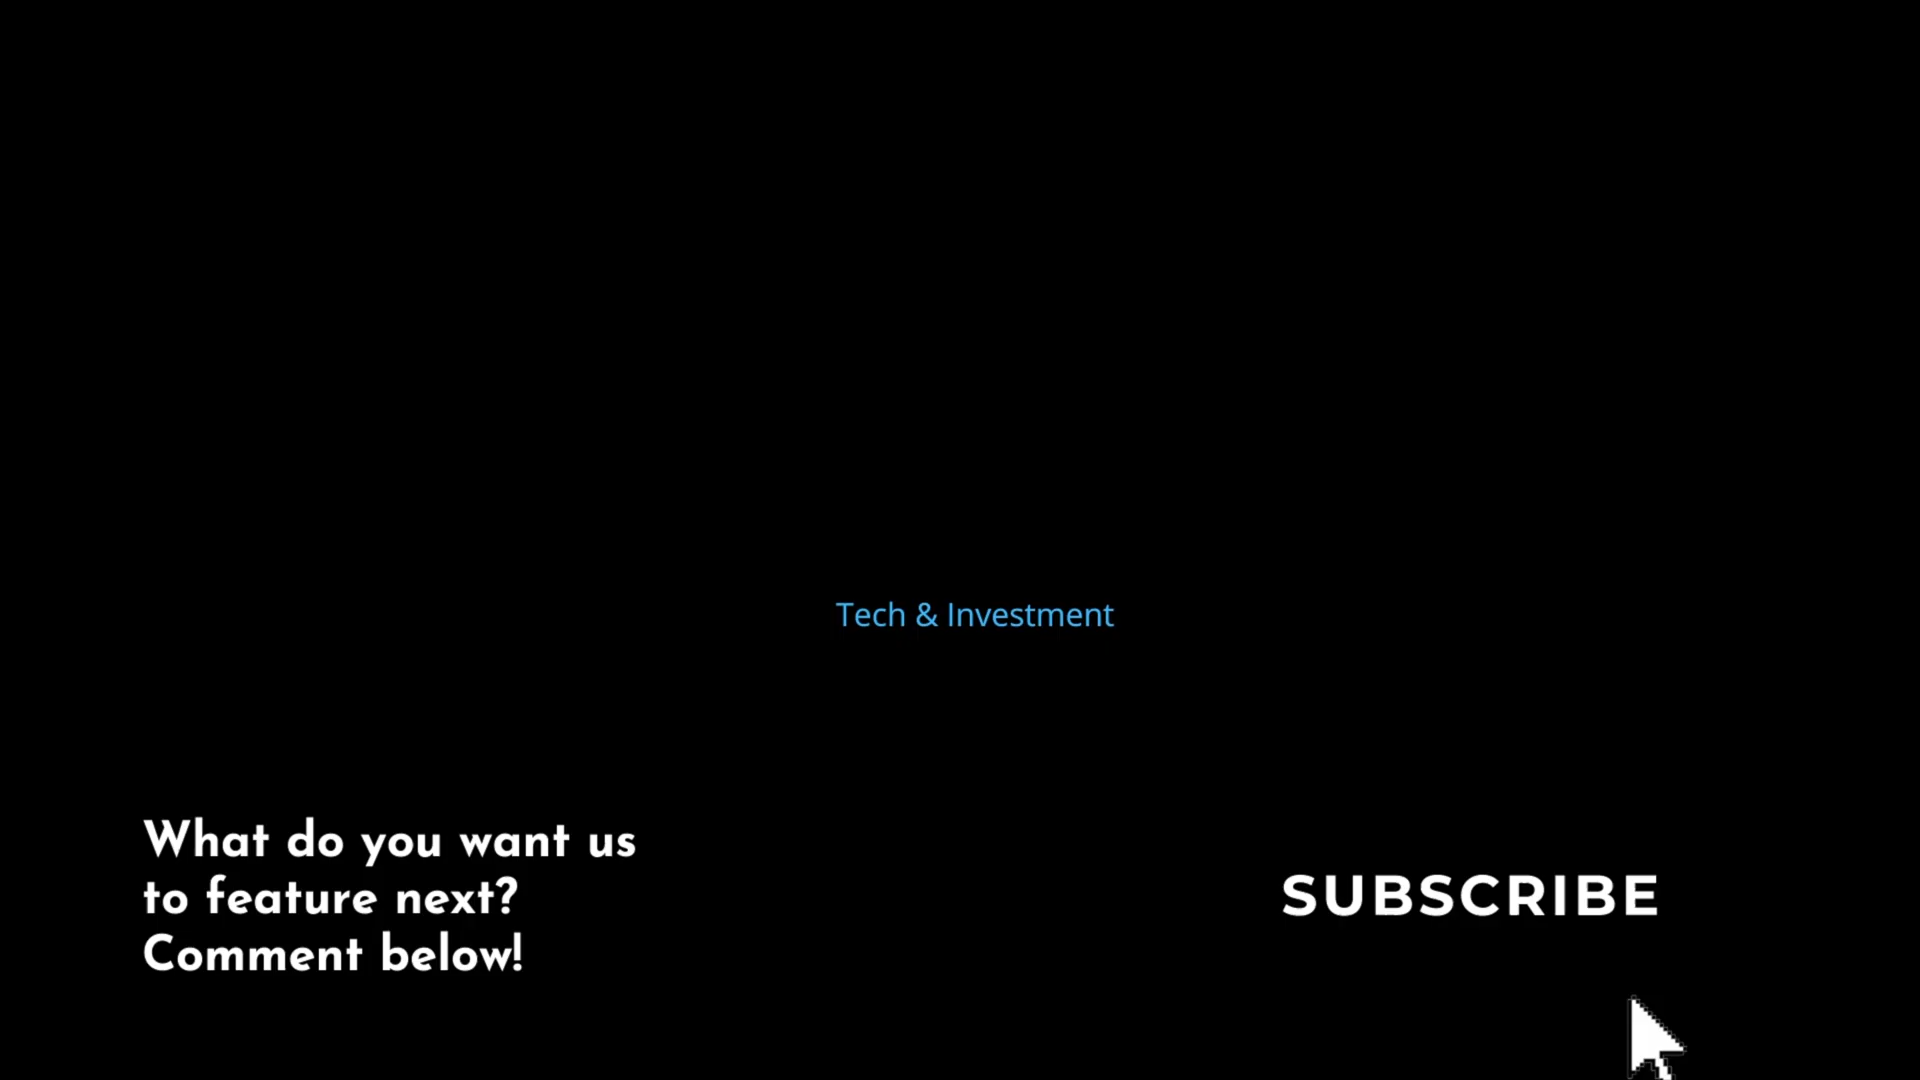 Tech & Investment
What do you want us
to feature next?
Comment below!
SUBSCRIBE